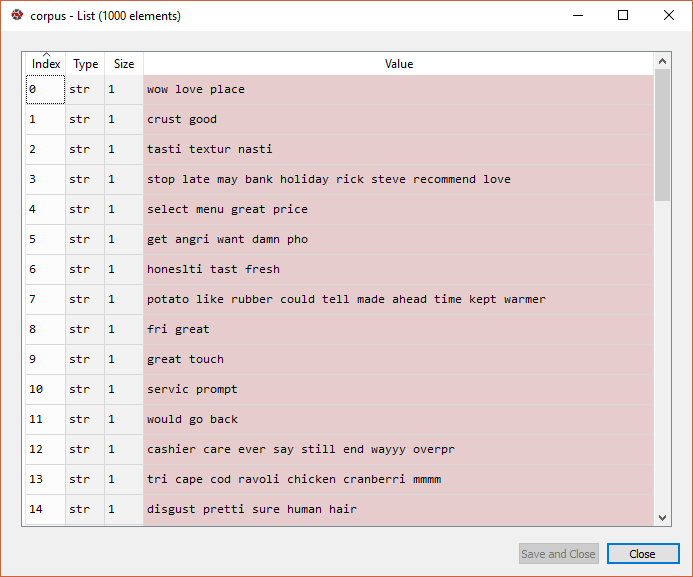 corpus - List (1000 elements)
Index Type Size Value
0 str 1 wow love place
1 str 1 crust good
2 str 1 tasti textur nasti
3 str 1 stop late may bank holiday rick steve recommend love
4 str 1 select menu great price
5 str 1 get angri want damn pho
6 str 1 honeslti tast fresh
7 str 1 potato like rubber could tell made ahead time kept warmer
8 str 1 fri great
9 str 1 great touch
10 str 1 servic prompt
11 str 1 would go back
12 str 1 cashier care ever say still end wayyy overpr
13 str 1 tri cape cod ravoli chicken cranberri mmmm
14 str 1 disgust pretti sure human hair
Save and Close Close